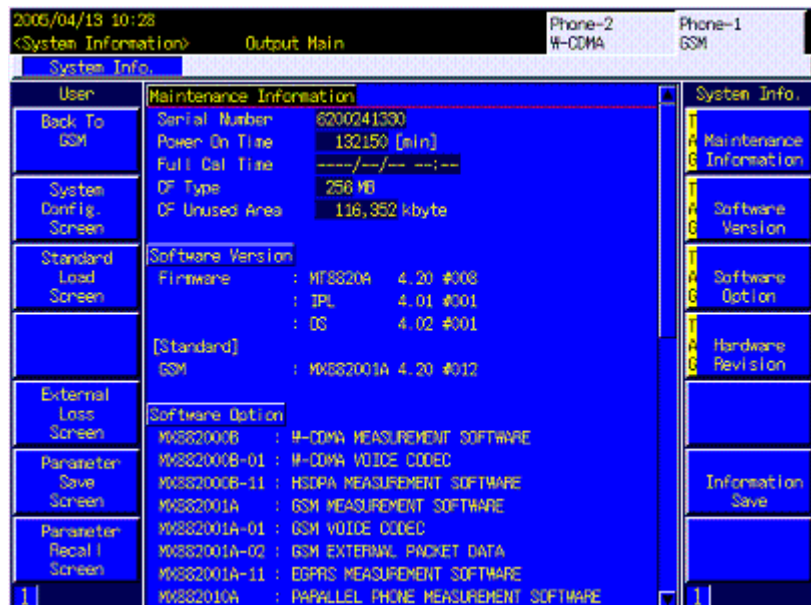 2005/04/13 10:28
<System Information> Output Main
Phone-2
W-CDMA
Phone-1
GSM
System Info.
User
Back To
GSM
System
Config.
Screen
Standard
Load
Screen
External
Loss
Screen
Parameter
Save
Screen
Parameter
Recall
Screen
1
Maintenance Information
Serial Number 6200241330
Power On Time 132150 [min]
Full Cal Time ----/--/-- --:--
CF Type 256 MB
CF Unused Area 116,352 kbyte
Software Version
Firmware : MT8820A 4.20 #008
: IPL 4.01 #001
: OS 4.02 #001
[Standard]
GSM : MX882001A 4.20 #012
Software Option
MX882000B : W-CDMA MEASUREMENT SOFTWARE
MX882000B-01 : W-CDMA VOICE CODEC
MX882000B-11 : HSDPA MEASUREMENT SOFTWARE
MX882001A : GSM MEASUREMENT SOFTWARE
MX882001A-01 : GSM VOICE CODEC
MX882001A-02 : GSM EXTERNAL PACKET DATA
MX882001A-11 : EGPRS MEASUREMENT SOFTWARE
MX882010A : PARALLEL PHONE MEASUREMENT SOFTWARE
System Info.
TAG
Maintenance
Information
TAG
Software
Version
TAG
Software
Option
TAG
Hardware
Revision
Information
Save
1